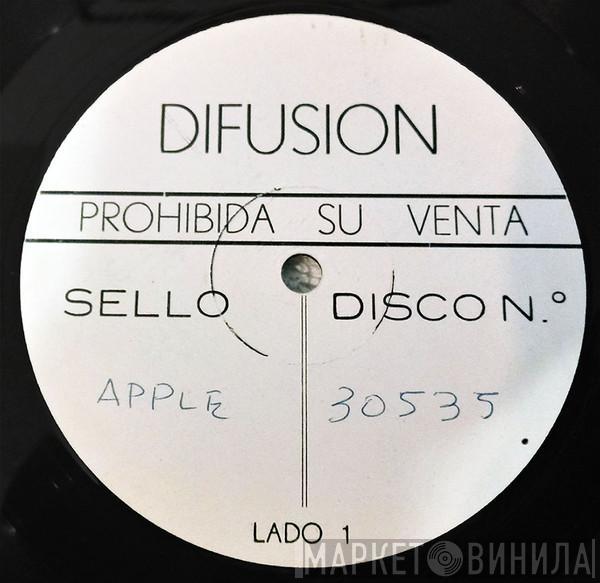 DIFUSION
PROHIBIDA SU VENTA
SELLO DISCO N.º
APPLE 30535
LADO 1
МАРКЕТ ВИНИЛА